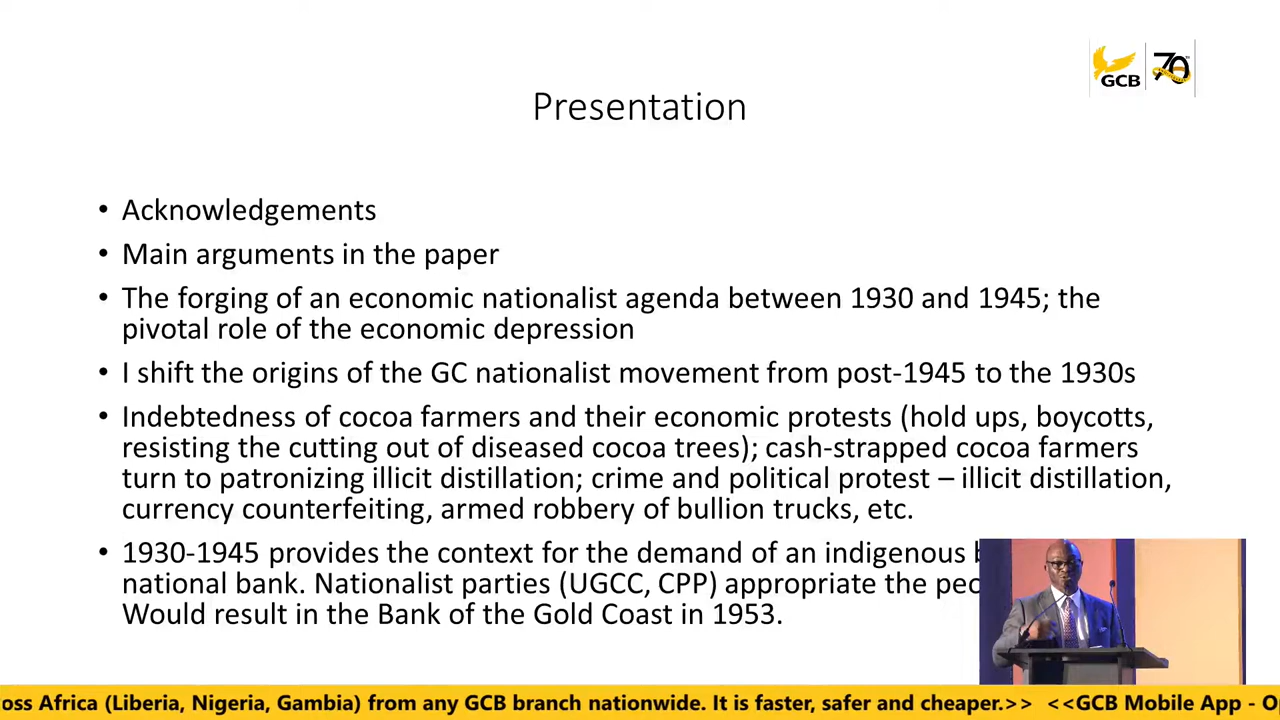 GCB
70
Presentation
• Acknowledgements
• Main arguments in the paper
• The forging of an economic nationalist agenda between 1930 and 1945; the
pivotal role of the economic depression
• I shift the origins of the GC nationalist movement from post-1945 to the 1930s
• Indebtedness of cocoa farmers and their economic protests (hold ups, boycotts,
resisting the cutting out of diseased cocoa trees); cash-strapped cocoa farmers
turn to patronizing illicit distillation; crime and political protest – illicit distillation,
currency counterfeiting, armed robbery of bullion trucks, etc.
• 1930-1945 provides the context for the demand of an indigenous
national bank. Nationalist parties (UGCC, CPP) appropriate the
Would result in the Bank of the Gold Coast in 1953.
Africa (Liberia, Nigeria, Gambia) from any GCB branch nationwide. It is faster, safer and cheaper.>> <<GCB Mobile App -